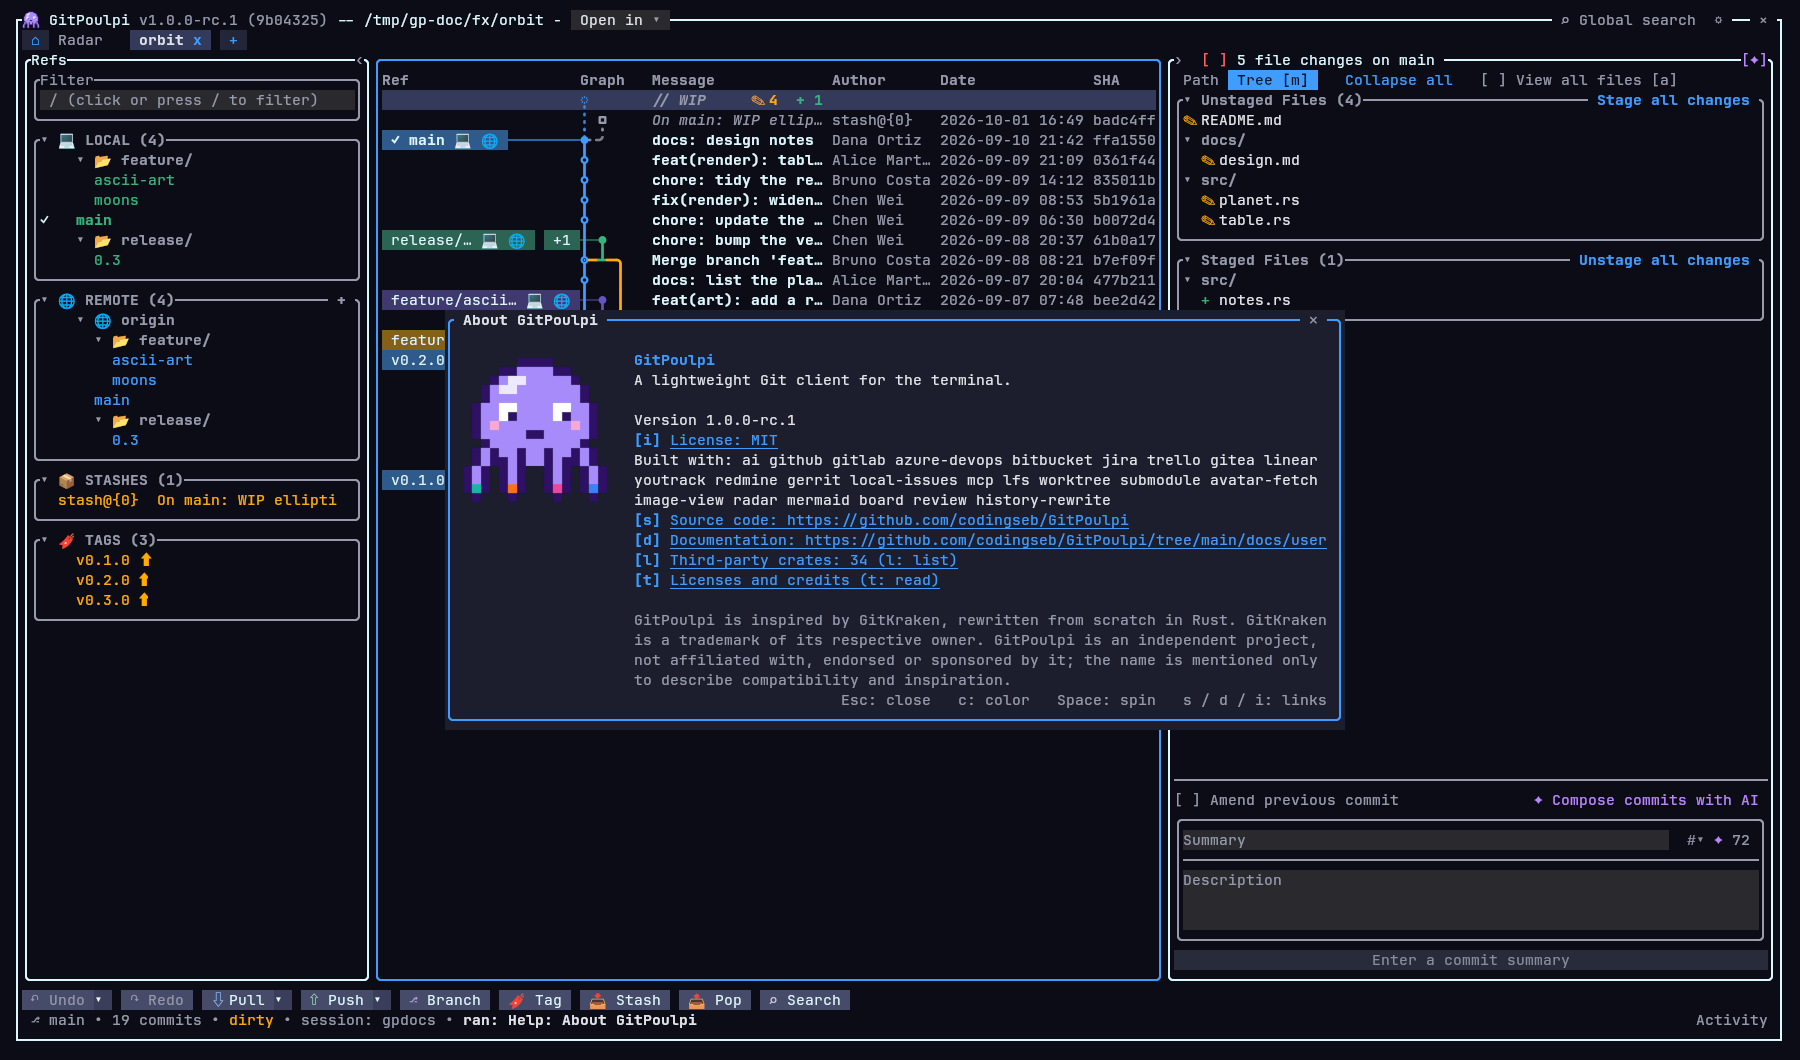 GitPoulpi v1.0.0-rc.1 (9b04325) -- /tmp/gp-doc/fx/orbit - Open in ▾ ⌕ Global search ×
⌂ Radar orbit x +
Refs
Filter
/ (click or press / to filter)
LOCAL (4)
feature/
ascii-art
moons
✓ main
release/
0.3
REMOTE (4) +
origin
feature/
ascii-art
moons
main
release/
0.3
STASHES (1)
stash@{0} On main: WIP ellipti
TAGS (3)
v0.1.0
v0.2.0
v0.3.0
Ref Graph Message Author Date SHA
// WIP 4 + 1
On main: WIP ellip… stash@{0} 2026-10-01 16:49 badc4ff
✓ main docs: design notes Dana Ortiz 2026-09-10 21:42 ffa1550
feat(render): tabl… Alice Mart… 2026-09-09 21:09 0361f44
chore: tidy the re… Bruno Costa 2026-09-09 14:12 835011b
fix(render): widen… Chen Wei 2026-09-09 08:53 5b1961a
chore: update the … Chen Wei 2026-09-09 06:30 b0072d4
release/… +1 chore: bump the ve… Chen Wei 2026-09-08 20:37 61b0a17
Merge branch 'feat… Bruno Costa 2026-09-08 08:21 b7ef09f
docs: list the pla… Alice Mart… 2026-09-07 20:04 477b211
feature/ascii… feat(art): add a r… Dana Ortiz 2026-09-07 07:48 bee2d42
featur
v0.2.0
v0.1.0
About GitPoulpi ×
GitPoulpi
A lightweight Git client for the terminal.
Version 1.0.0-rc.1
[i] License: MIT
Built with: ai github gitlab azure-devops bitbucket jira trello gitea linear
youtrack redmine gerrit local-issues mcp lfs worktree submodule avatar-fetch
image-view radar mermaid board review history-rewrite
[s] Source code: https://github.com/codingseb/GitPoulpi
[d] Documentation: https://github.com/codingseb/GitPoulpi/tree/main/docs/user
[l] Third-party crates: 34 (l: list)
[t] Licenses and credits (t: read)
GitPoulpi is inspired by GitKraken, rewritten from scratch in Rust. GitKraken
is a trademark of its respective owner. GitPoulpi is an independent project,
not affiliated with, endorsed or sponsored by it; the name is mentioned only
to describe compatibility and inspiration.
Esc: close c: color Space: spin s / d / i: links
› [ ] 5 file changes on main [✦]
Path Tree [m] Collapse all [ ] View all files [a]
Unstaged Files (4) Stage all changes
README.md
docs/
design.md
src/
planet.rs
table.rs
Staged Files (1) Unstage all changes
src/
+ notes.rs
[ ] Amend previous commit ✦ Compose commits with AI
Summary #▾ ✦ 72
Description
Enter a commit summary
Undo ▾ Redo Pull ▾ Push ▾ Branch Tag Stash Pop Search
main • 19 commits • dirty • session: gpdocs • ran: Help: About GitPoulpi Activity